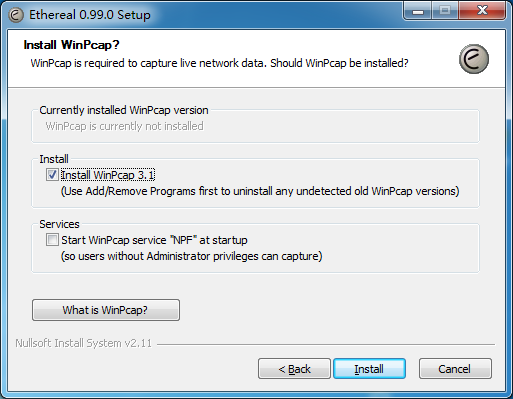 Ethereal 0.99.0 Setup
Install WinPcap?
WinPcap is required to capture live network data. Should WinPcap be installed?
Currently installed WinPcap version
WinPcap is currently not installed
Install
Install WinPcap 3.1
(Use Add/Remove Programs first to uninstall any undetected old WinPcap versions)
Services
Start WinPcap service "NPF" at startup
(so users without Administrator privileges can capture)
What is WinPcap?
Nullsoft Install System v2.11
< Back
Install
Cancel